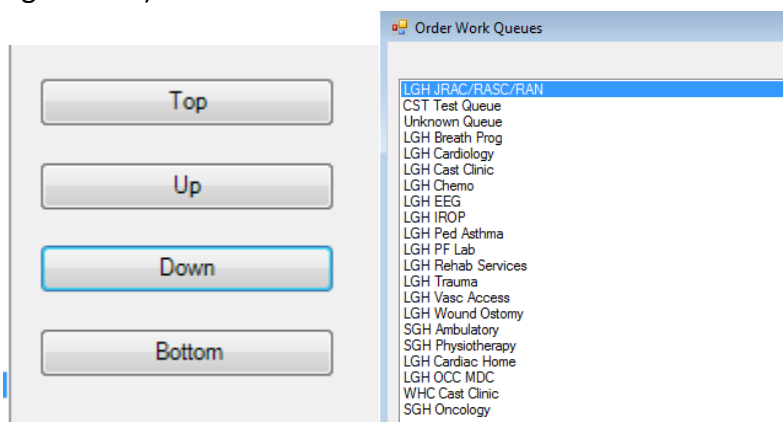 Top
Up
Down
Bottom
Order Work Queues
LGH JRAC/RASC/RAN
CST Test Queue
Unknown Queue
LGH Breath Prog
LGH Cardiology
LGH Cast Clinic
LGH Chemo
LGH EEG
LGH IROP
LGH Ped Asthma
LGH PF Lab
LGH Rehab Services
LGH Trauma
LGH Vasc Access
LGH Wound Ostomy
SGH Ambulatory
SGH Physiotherapy
LGH Cardiac Home
LGH OCC MDC
WHC Cast Clinic
SGH Oncology